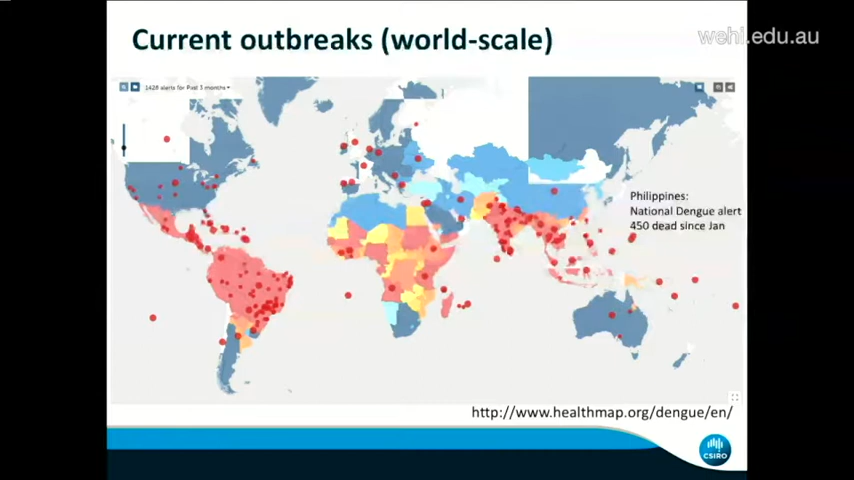 Current outbreaks (world-scale)
wehi.edu.au
1428 alerts for Past 3 months
Philippines:
National Dengue alert
450 dead since Jan
http://www.healthmap.org/dengue/en/
CSIRO